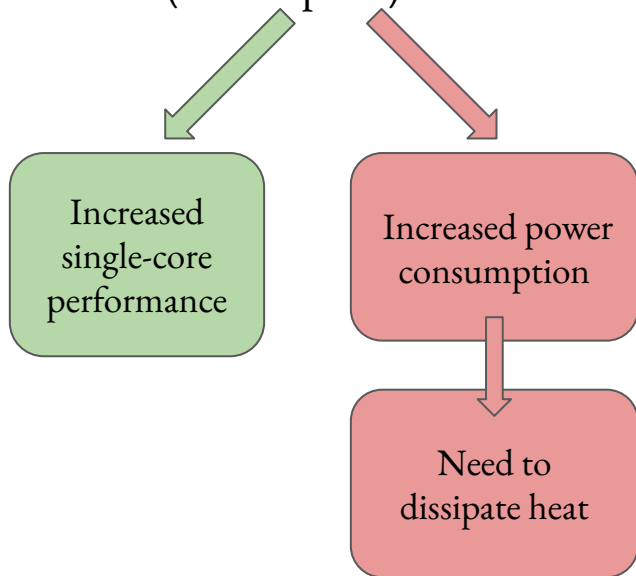 Increased
single-core
performance
Increased power
consumption
Need to
dissipate heat